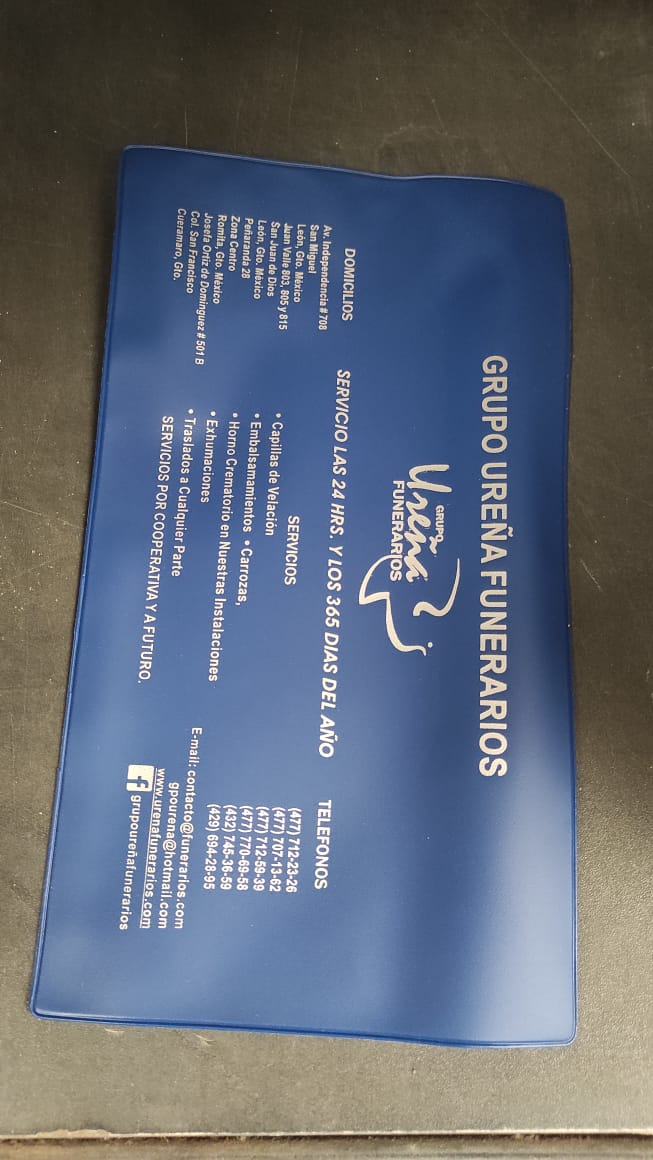 GRUPO UREÑA FUNERARIOS
GRUPO
Ureña
FUNERARIOS
SERVICIO LAS 24 HRS. Y LOS 365 DIAS DEL AÑO
DOMICILIOS
Av. Independencia # 708
San Miguel
León, Gto. México
Juan Valle 803, 805 y 815
San Juan de Dios
León, Gto. México
Peñaranda 28
Zona Centro
Romita, Gto. México
Josefa Ortiz de Dominguez # 501 B
Col. San Francisco
Cueramaro, Gto.
SERVICIOS
• Capillas de Velación
• Embalsamamientos • Carrozas,
• Horno Crematorio en Nuestras Instalaciones
• Exhumaciones
• Traslados a Cualquier Parte
SERVICIOS POR COOPERATIVA Y A FUTURO.
TELEFONOS
(477) 712-23-26
(477) 707-13-62
(477) 712-59-39
(477) 770-69-58
(432) 745-36-59
(429) 694-28-95
E-mail: contacto@funerarios.com
gpourena@hotmail.com
www.urenafunerarios.com
grupoureñafunerarios